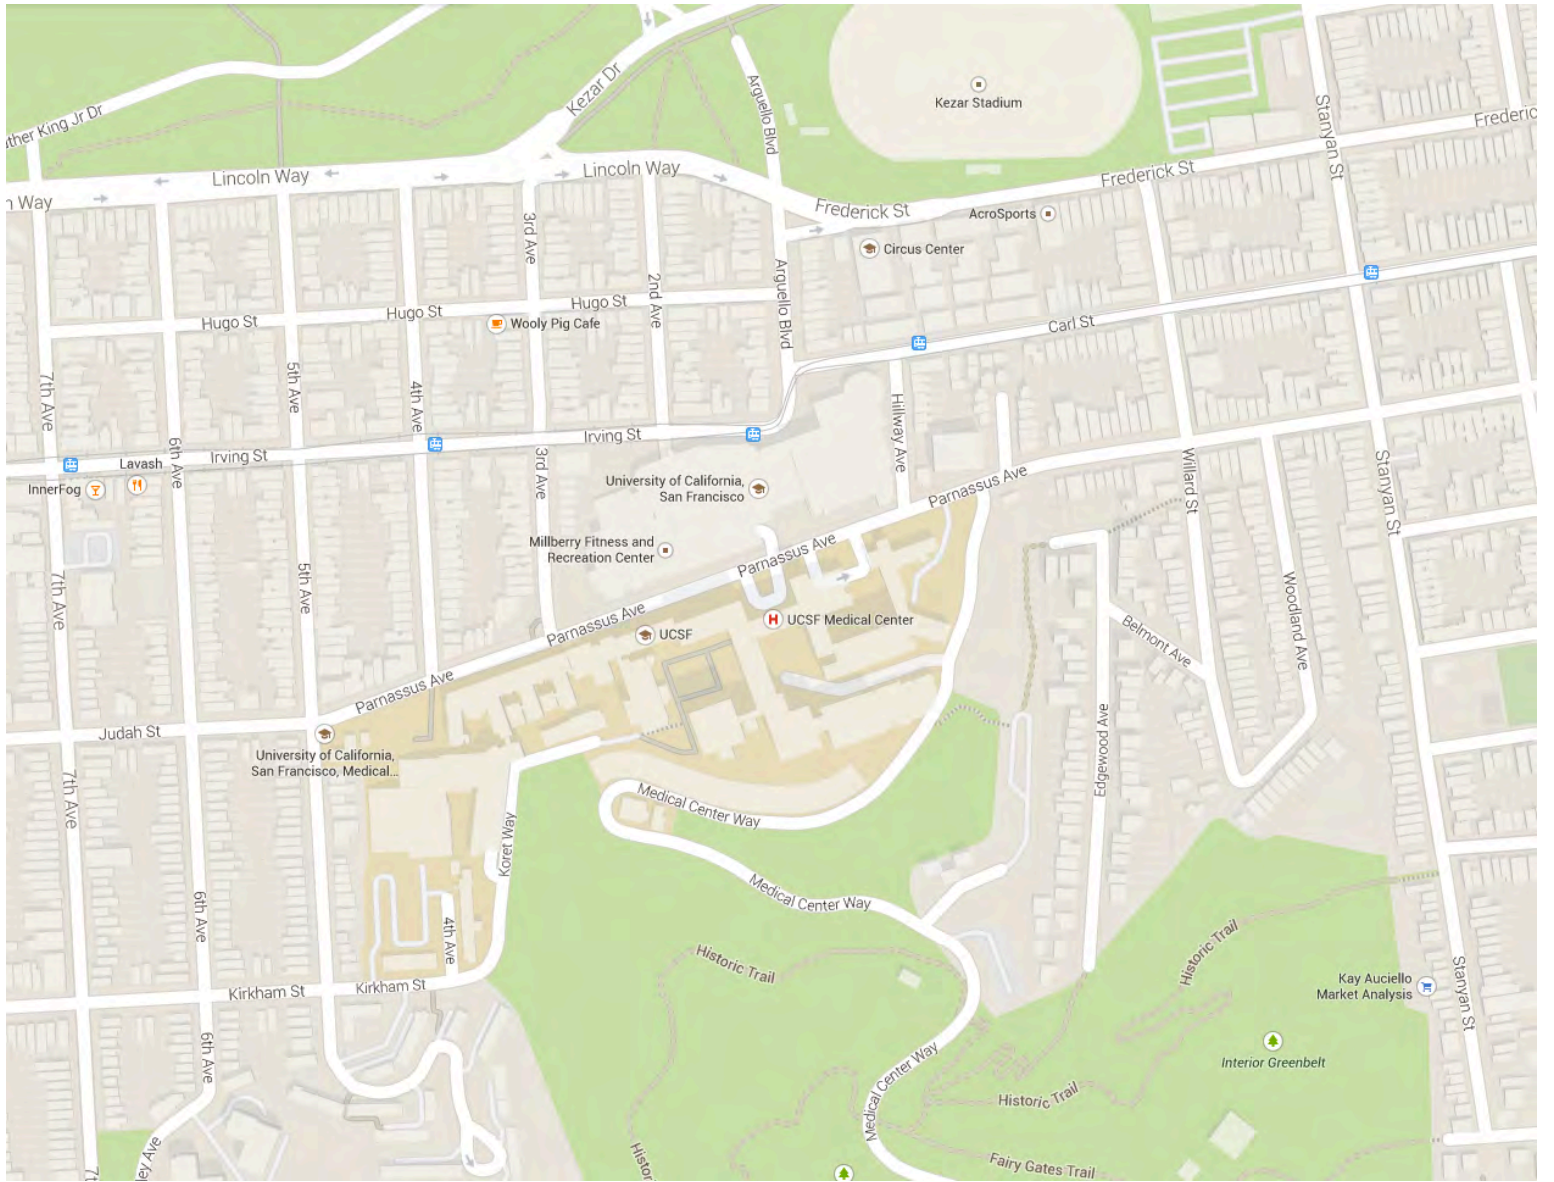 Kezar Dr
Arguello Blvd
Kezar Stadium
Stanyan St
Frederic
ther King Jr Dr
Lincoln Way
Lincoln Way
Frederick St
n Way
Frederick St
AcroSports
3rd Ave
Circus Center
Arguello Blvd
2nd Ave
Hugo St
Hugo St
Hugo St
Wooly Pig Cafe
Carl St
7th Ave
5th Ave
4th Ave
Hillway Ave
Irving St
Irving St
6th Ave
3rd Ave
Lavash
InnerFog
Willard St
Stanyan St
Parnassus Ave
University of California,
San Francisco
Millberry Fitness and
Recreation Center
Parnassus Ave
7th Ave
5th Ave
Woodland Ave
Parnassus Ave
UCSF
UCSF Medical Center
Belmont Ave
Parnassus Ave
Judah St
University of California,
San Francisco, Medical...
Edgewood Ave
7th Ave
Medical Center Way
Koret Way
Medical Center Way
6th Ave
4th Ave
Historic Trail
Historic Trail
Kirkham St
Kirkham St
Kay Auciello
Market Analysis
Stanyan St
6th Ave
Medical Center Way
Interior Greenbelt
Historic Trail
ey Ave
7t
Histor
Fairy Gates Trail